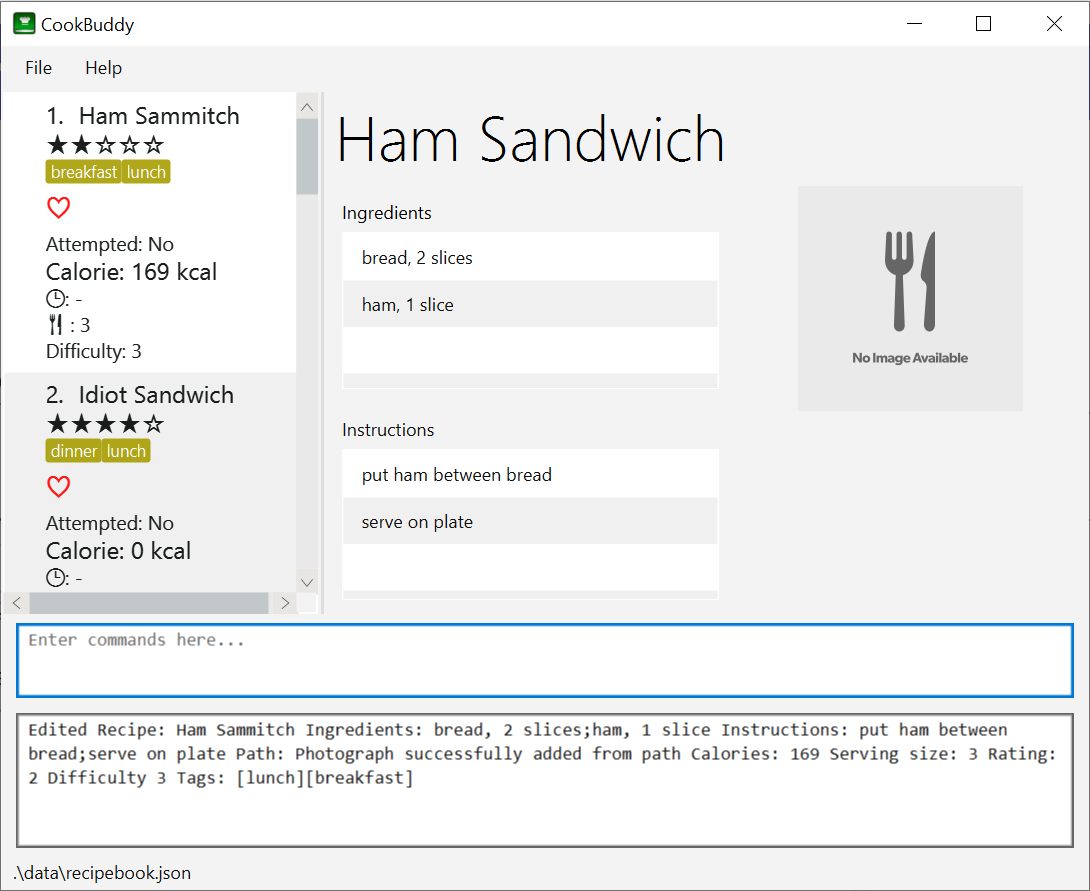 CookBuddy
File Help
1. Ham Sammitch
★★☆☆☆
breakfast lunch
Attempted: No
Calorie: 169 kcal
: -
: 3
Difficulty: 3
2. Idiot Sandwich
★★★★☆
dinner lunch
Attempted: No
Calorie: 0 kcal
: -
Ham Sandwich
Ingredients
bread, 2 slices
ham, 1 slice
Instructions
put ham between bread
serve on plate
No Image Available
Enter commands here...
Edited Recipe: Ham Sammitch Ingredients: bread, 2 slices;ham, 1 slice Instructions: put ham between
bread;serve on plate Path: Photograph successfully added from path Calories: 169 Serving size: 3 Rating:
2 Difficulty 3 Tags: [lunch][breakfast]
.\data\recipebook.json